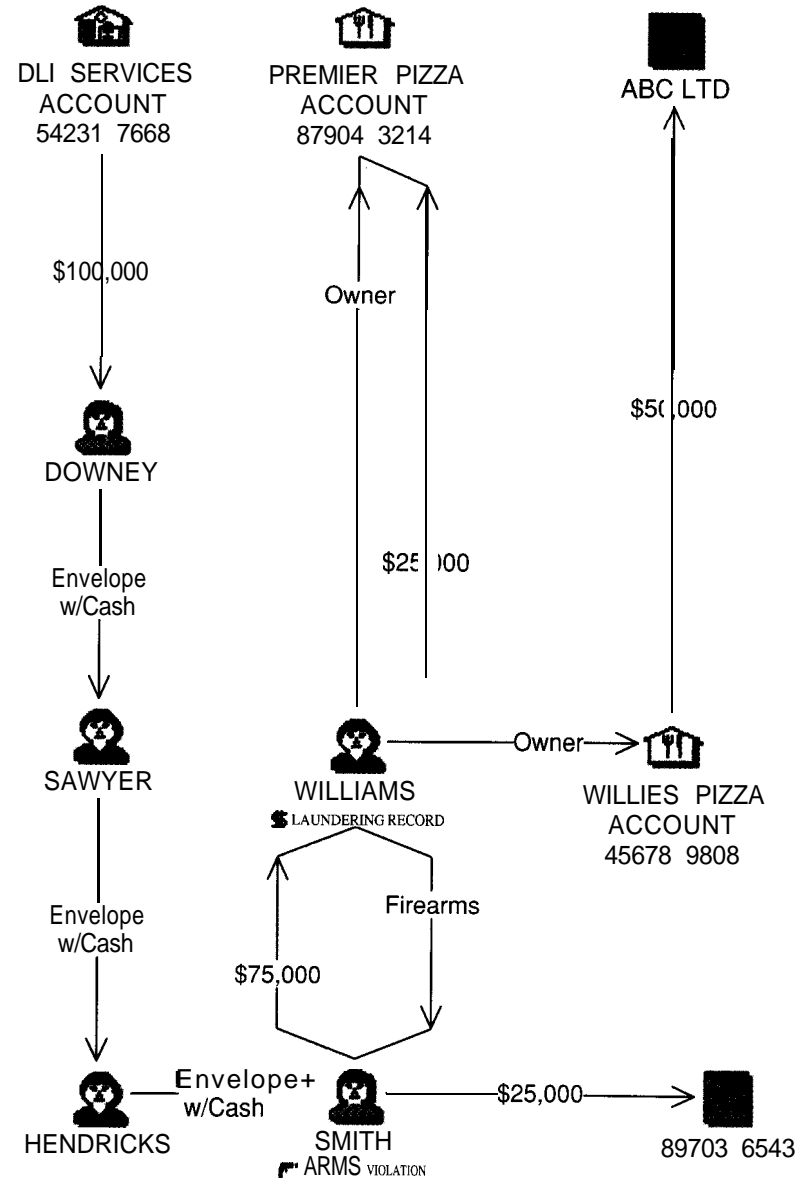 DLI SERVICES
ACCOUNT
54231 7668
PREMIER PIZZA
ACCOUNT
87904 3214
ABC LTD
$100,000
Owner
$50,000
DOWNEY
Envelope
w/Cash
$25,000
SAWYER
WILLIAMS
$ LAUNDERING RECORD
Owner
WILLIES PIZZA
ACCOUNT
45678 9808
Envelope
w/Cash
Firearms
$75,000
HENDRICKS
Envelope+
w/Cash
SMITH
ARMS VIOLATION
$25,000
89703 6543